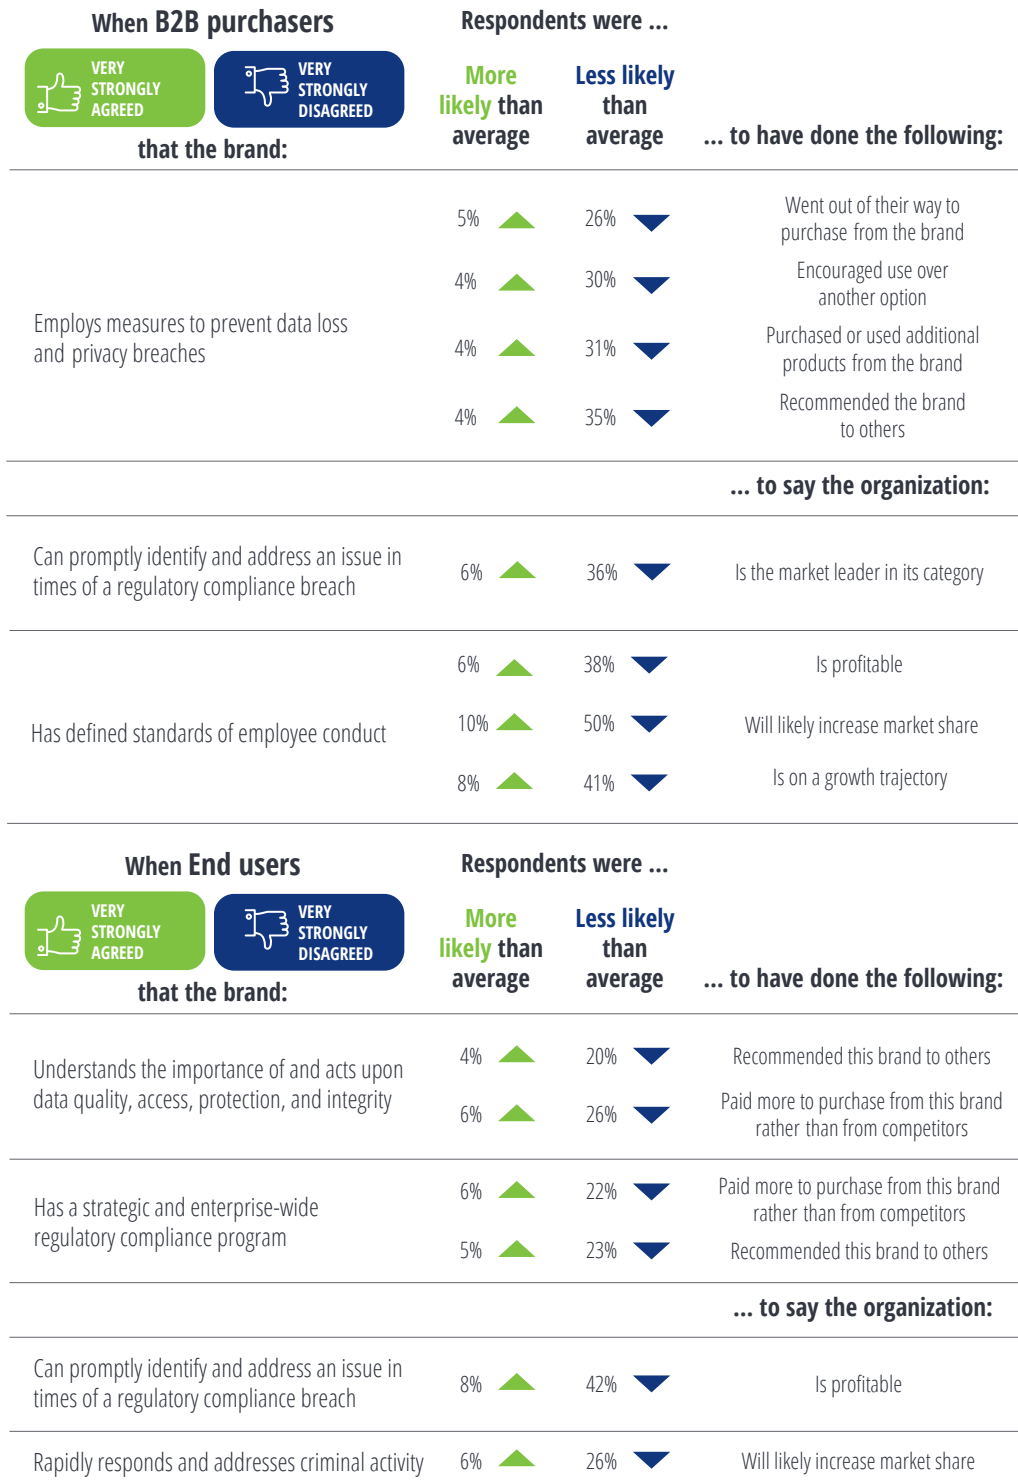 When B2B purchasers
Respondents were ...
VERY
STRONGLY
AGREED
VERY
STRONGLY
DISAGREED
that the brand:
More
likely than
average
Less likely
than
average
... to have done the following:
Employs measures to prevent data loss
and privacy breaches
5%
26%
Went out of their way to
purchase from the brand
4%
30%
Encouraged use over
another option
4%
31%
Purchased or used additional
products from the brand
4%
35%
Recommended the brand
to others
... to say the organization:
Can promptly identify and address an issue in
times of a regulatory compliance breach
6%
36%
Is the market leader in its category
Has defined standards of employee conduct
6%
38%
Is profitable
10%
50%
Will likely increase market share
8%
41%
Is on a growth trajectory
When End users
Respondents were ...
VERY
STRONGLY
AGREED
VERY
STRONGLY
DISAGREED
that the brand:
More
likely than
average
Less likely
than
average
... to have done the following:
Understands the importance of and acts upon
data quality, access, protection, and integrity
4%
20%
Recommended this brand to others
6%
26%
Paid more to purchase from this brand
rather than from competitors
Has a strategic and enterprise-wide
regulatory compliance program
6%
22%
Paid more to purchase from this brand
rather than from competitors
5%
23%
Recommended this brand to others
... to say the organization:
Can promptly identify and address an issue in
times of a regulatory compliance breach
8%
42%
Is profitable
Rapidly responds and addresses criminal activity
6%
26%
Will likely increase market share